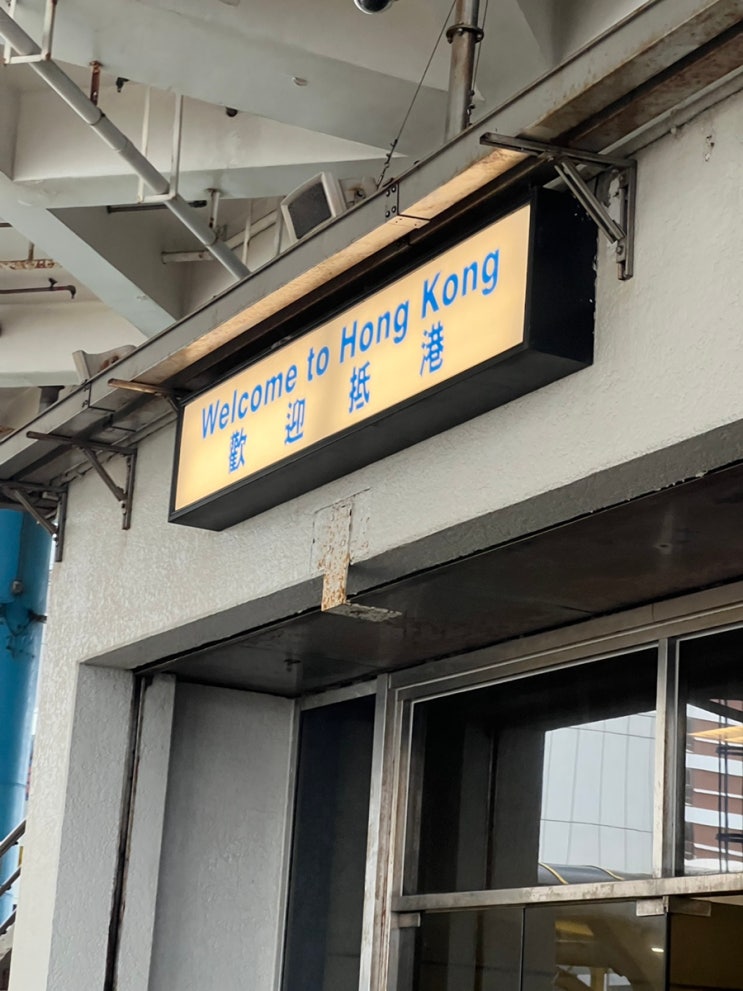 Welcome to Hong Kong
歡迎抵港